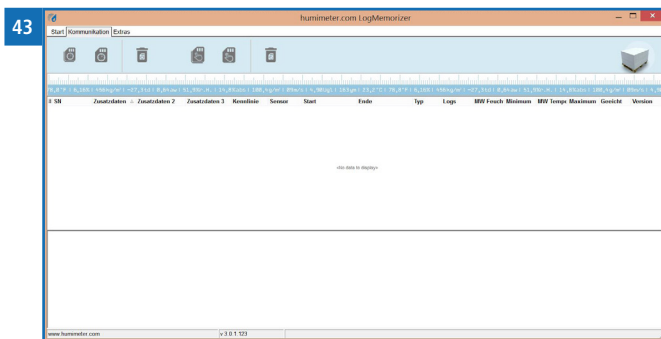 43
humimeter.com LogMemorizer
Start Kommunikation Extras
# SN Zusatzdaten Zusatzdaten 2 Zusatzdaten 3 Kennlinie Sensor Start Ende Typ Logs MW Feuch Minimum MW Tempe Maximum Gericht Version
<No data to display>
www.humimeter.com v 3.0.1.123